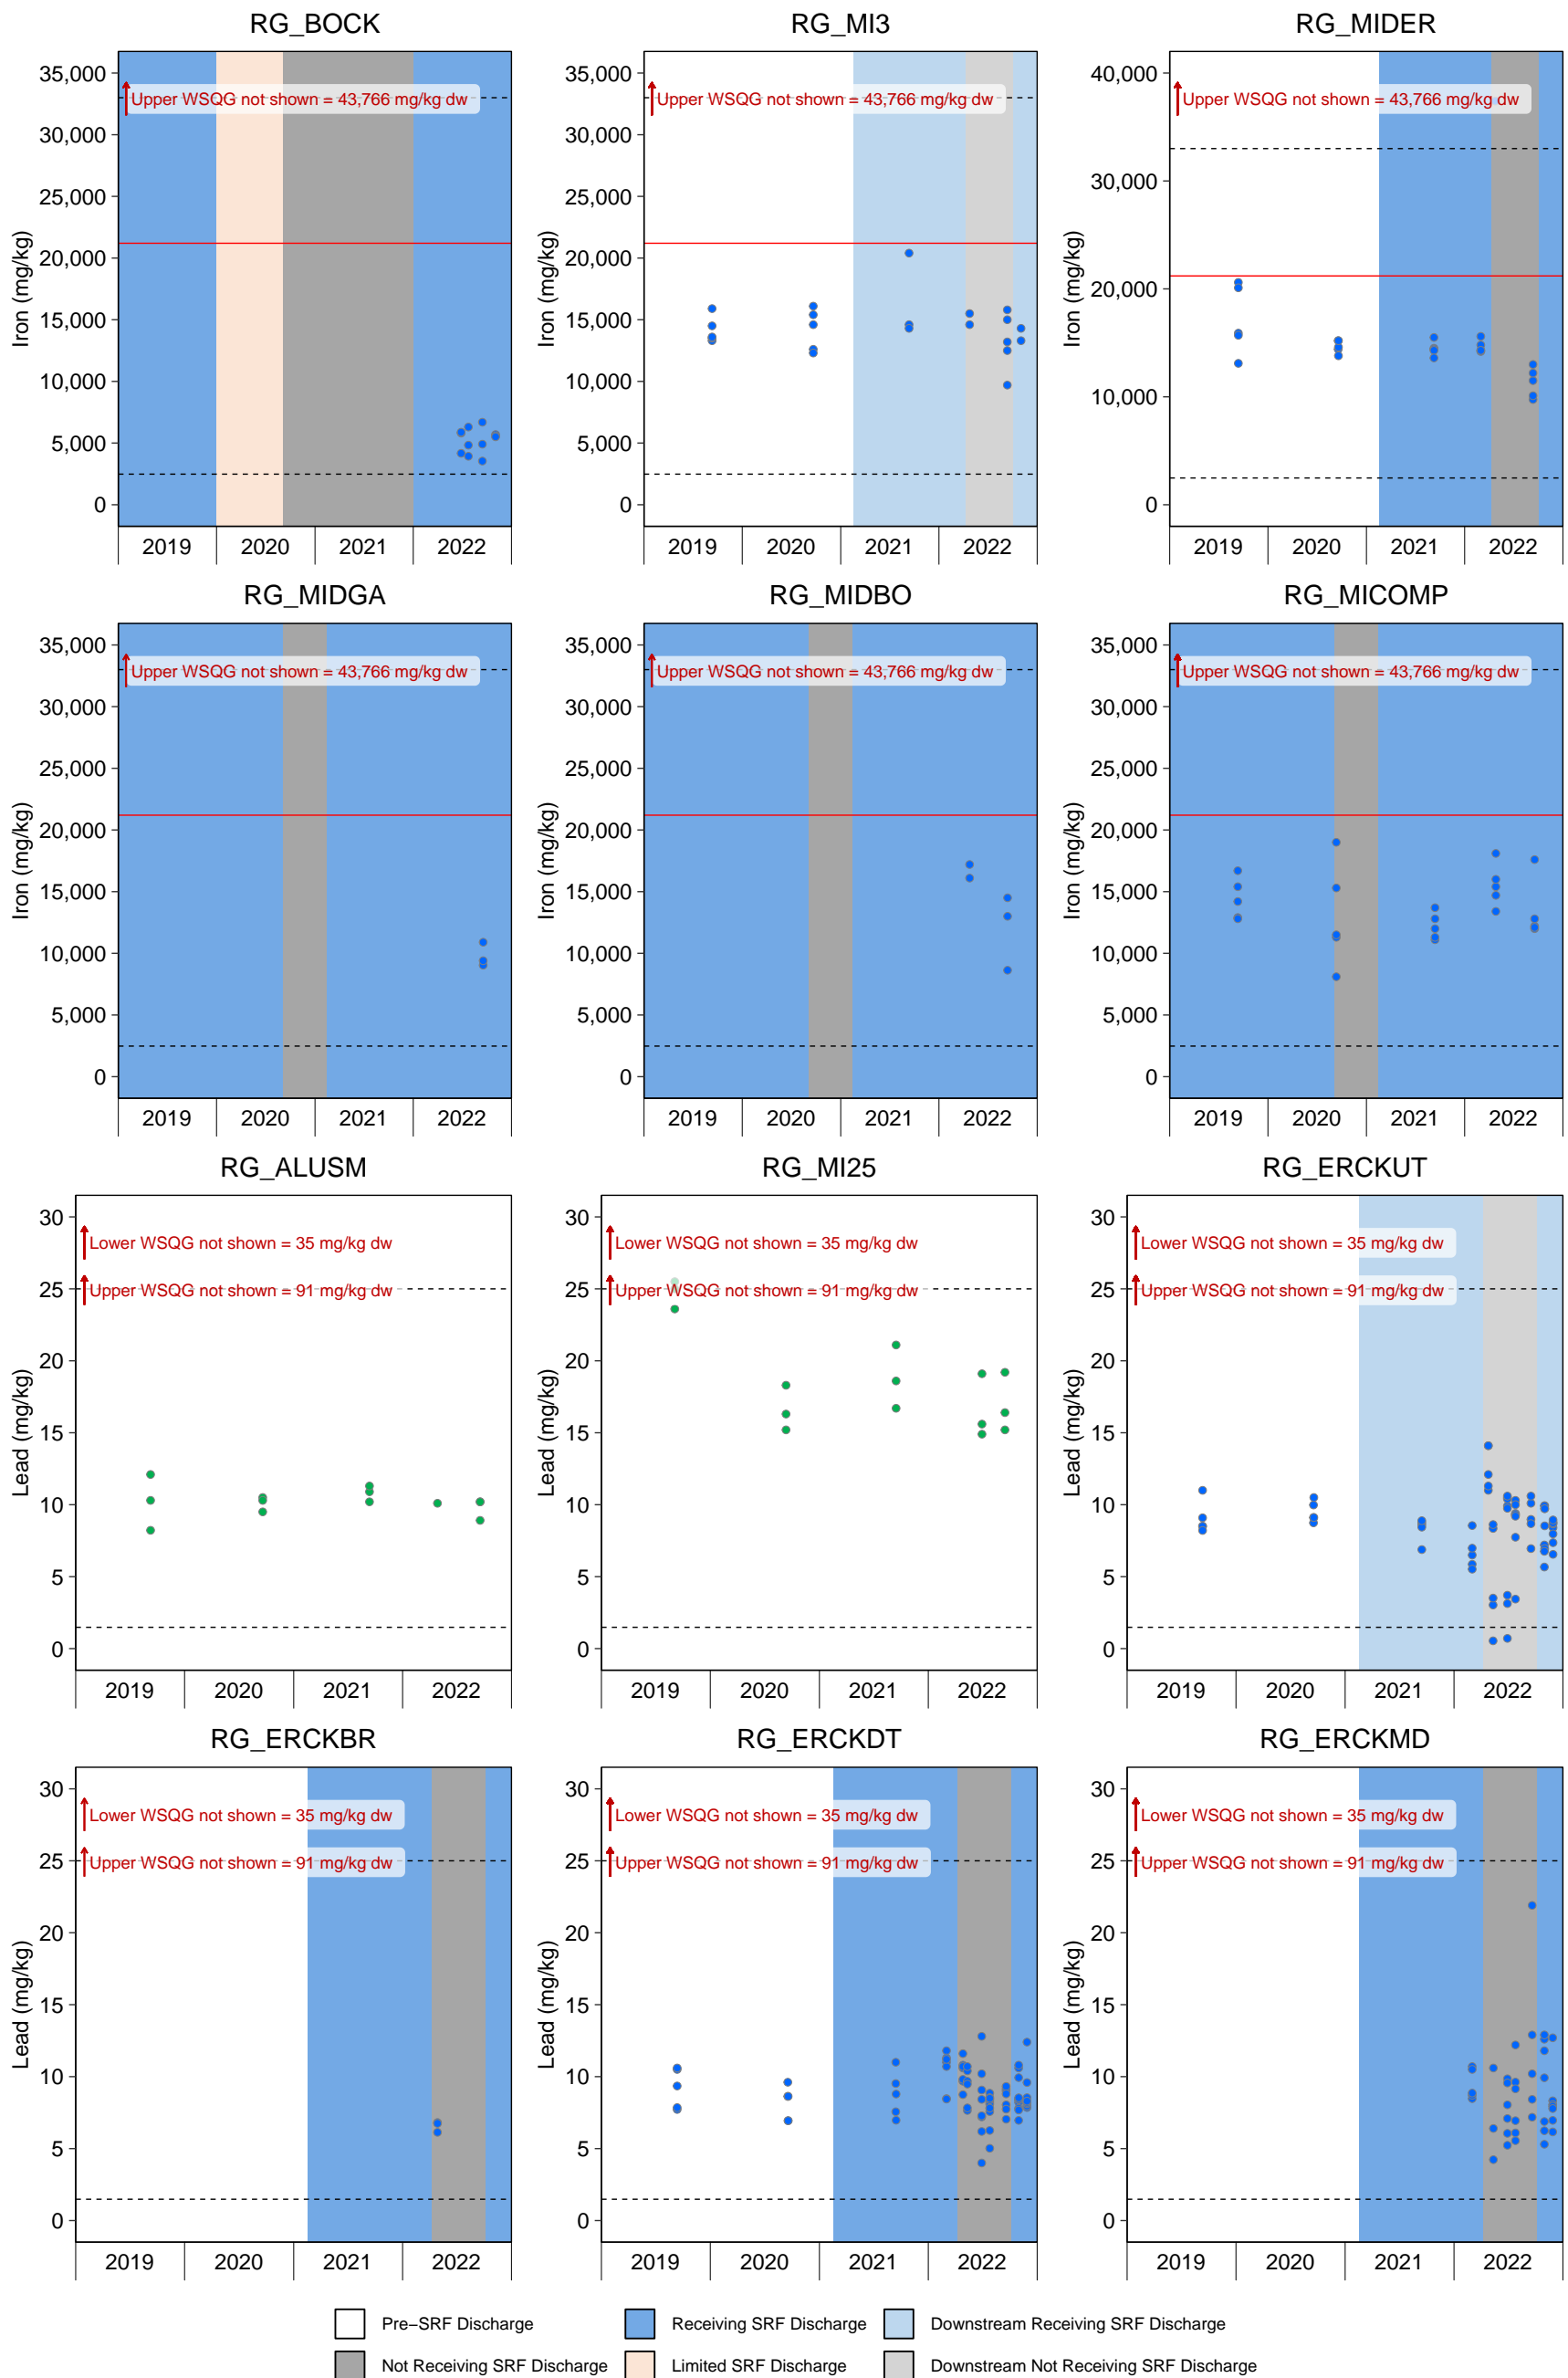 RG_BOCK
RG_MI3
RG_MIDER
35,000
30,000
25,000
20,000
15,000
10,000
5,000
0
Iron (mg/kg)
Upper WSQG not shown = 43,766 mg/kg dw
2019 2020 2021 2022
35,000
30,000
25,000
20,000
15,000
10,000
5,000
0
Iron (mg/kg)
Upper WSQG not shown = 43,766 mg/kg dw
2019 2020 2021 2022
40,000
30,000
20,000
10,000
0
Iron (mg/kg)
Upper WSQG not shown = 43,766 mg/kg dw
2019 2020 2021 2022
RG_MIDGA
RG_MIDBO
RG_MICOMP
35,000
30,000
25,000
20,000
15,000
10,000
5,000
0
Iron (mg/kg)
Upper WSQG not shown = 43,766 mg/kg dw
2019 2020 2021 2022
35,000
30,000
25,000
20,000
15,000
10,000
5,000
0
Iron (mg/kg)
Upper WSQG not shown = 43,766 mg/kg dw
2019 2020 2021 2022
35,000
30,000
25,000
20,000
15,000
10,000
5,000
0
Iron (mg/kg)
Upper WSQG not shown = 43,766 mg/kg dw
2019 2020 2021 2022
RG_ALUSM
RG_MI25
RG_ERCKUT
30
25
20
15
10
5
0
Lead (mg/kg)
Lower WSQG not shown = 35 mg/kg dw
Upper WSQG not shown = 91 mg/kg dw
2019 2020 2021 2022
30
25
20
15
10
5
0
Lead (mg/kg)
Lower WSQG not shown = 35 mg/kg dw
Upper WSQG not shown = 91 mg/kg dw
2019 2020 2021 2022
30
25
20
15
10
5
0
Lead (mg/kg)
Lower WSQG not shown = 35 mg/kg dw
Upper WSQG not shown = 91 mg/kg dw
2019 2020 2021 2022
RG_ERCKBR
RG_ERCKDT
RG_ERCKMD
30
25
20
15
10
5
0
Lead (mg/kg)
Lower WSQG not shown = 35 mg/kg dw
Upper WSQG not shown = 91 mg/kg dw
2019 2020 2021 2022
30
25
20
15
10
5
0
Lead (mg/kg)
Lower WSQG not shown = 35 mg/kg dw
Upper WSQG not shown = 91 mg/kg dw
2019 2020 2021 2022
30
25
20
15
10
5
0
Lead (mg/kg)
Lower WSQG not shown = 35 mg/kg dw
Upper WSQG not shown = 91 mg/kg dw
2019 2020 2021 2022
Pre−SRF Discharge
Receiving SRF Discharge
Downstream Receiving SRF Discharge
Not Receiving SRF Discharge
Limited SRF Discharge
Downstream Not Receiving SRF Discharge